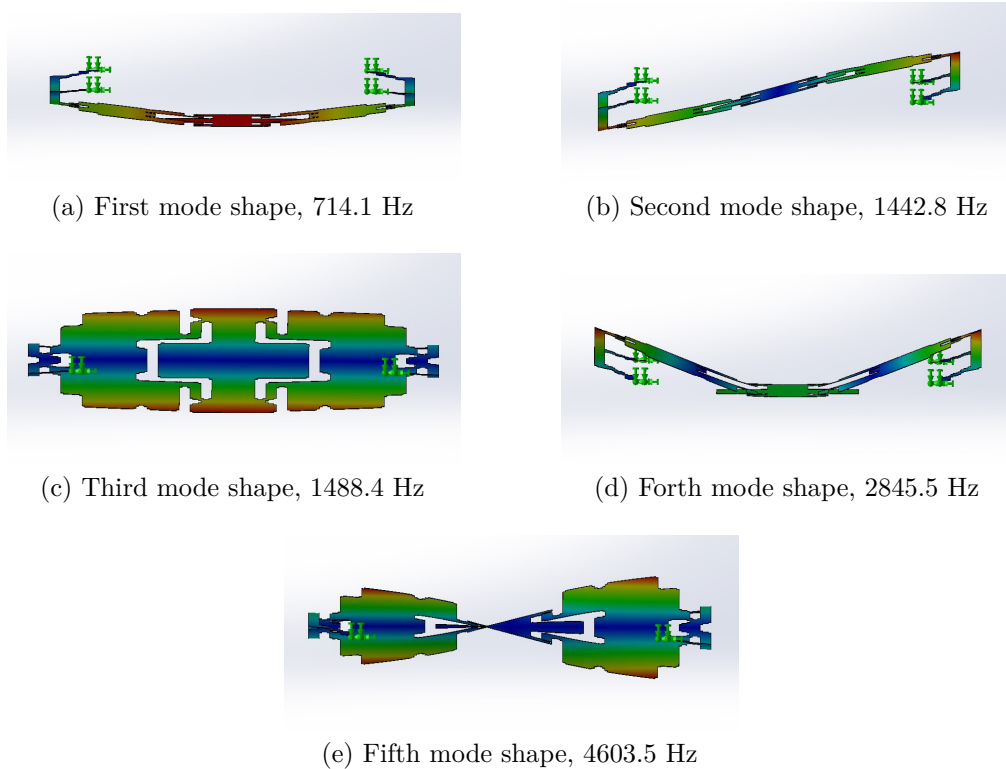 (a) First mode shape, 714.1 Hz
(b) Second mode shape, 1442.8 Hz
(c) Third mode shape, 1488.4 Hz
(d) Forth mode shape, 2845.5 Hz
(e) Fifth mode shape, 4603.5 Hz